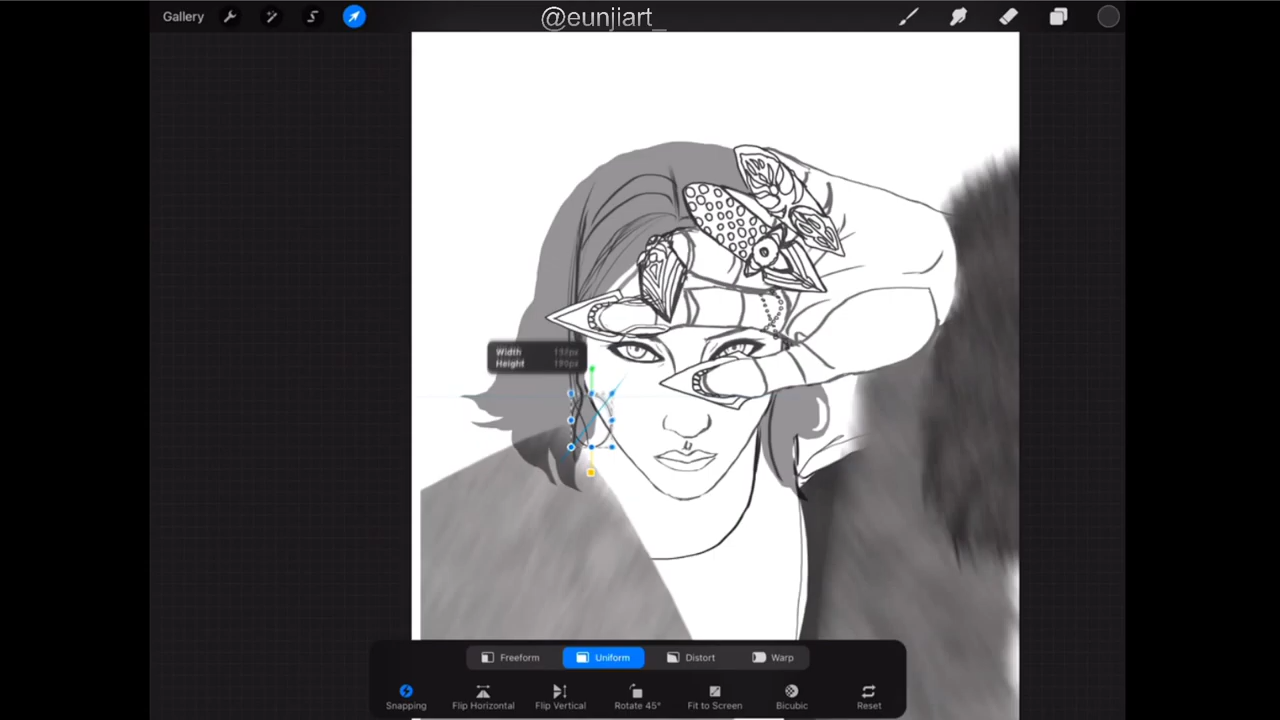 Gallery
@eunjiart_
Width
Height
Freeform
Uniform
Distort
Warp
Snapping
Flip Horizontal
Flip Vertical
Rotate 45°
Fit to Screen
Bicubic
Reset